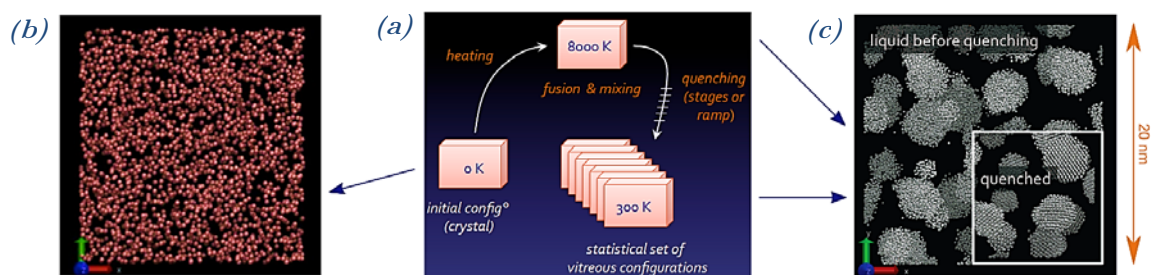 (b)
(a)
(c)
heating
8000 K
fusion & mixing
quenching
(stages or
ramp)
0 K
initial config°
(crystal)
300 K
statistical set of
vitreous configurations
liquid before quenching
quenched
20 nm
x
x